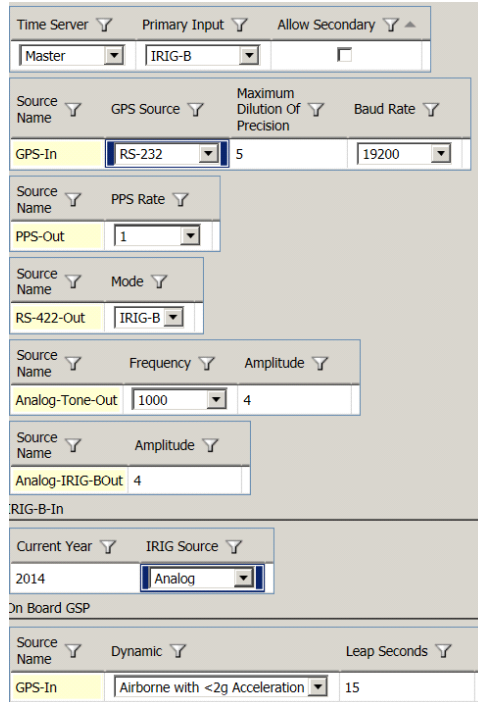 Time Server Primary Input Allow Secondary
Master IRIG-B
Source Name GPS Source Maximum Dilution Of Precision Baud Rate
GPS-In RS-232 5 19200
Source Name PPS Rate
PPS-Out 1
Source Name Mode
RS-422-Out IRIG-B
Source Name Frequency Amplitude
Analog-Tone-Out 1000 4
Source Name Amplitude
Analog-IRIG-BOut 4
IRIG-B-In
Current Year IRIG Source
2014 Analog
On Board GSP
Source Name Dynamic Leap Seconds
GPS-In Airborne with <2g Acceleration 15